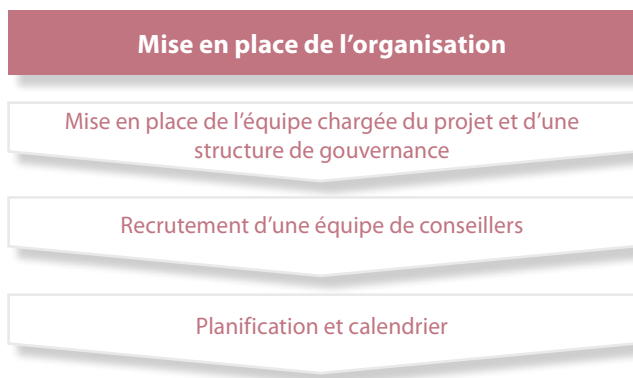 Mise en place de l’organisation
Mise en place de l’équipe chargée du projet et d’une
structure de gouvernance
Recrutement d’une équipe de conseillers
Planification et calendrier